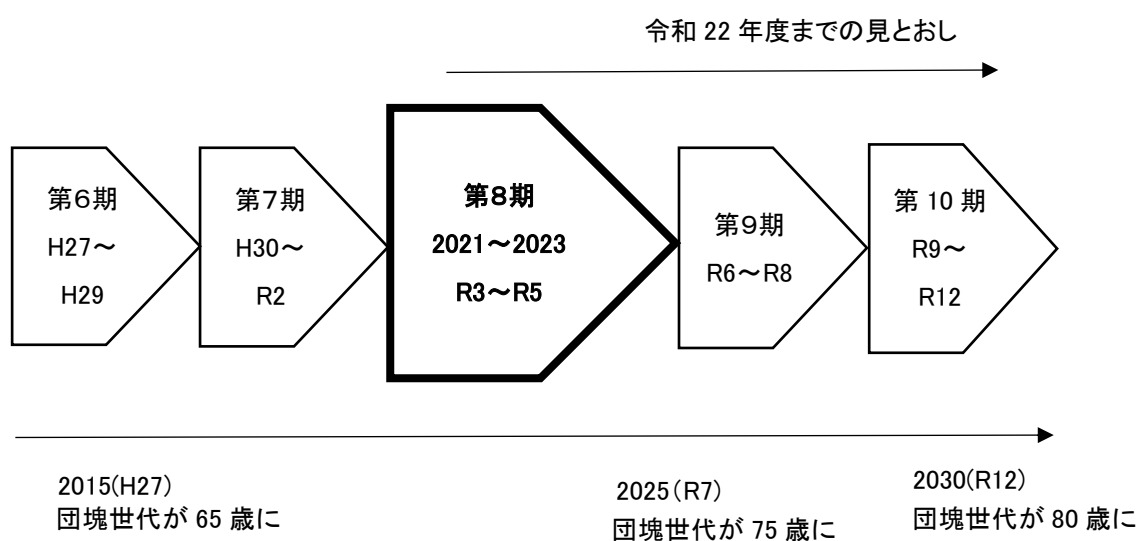 令和 22 年度までの見とおし
第６期
H27～
H29
第７期
H30～
R2
第８期
2021～2023
R3～R5
第９期
R6～R8
第 10 期
R9～
R12
2015(H27)
団塊世代が 65 歳に
2025（R7）
団塊世代が 75 歳に
2030(R12)
団塊世代が 80 歳に